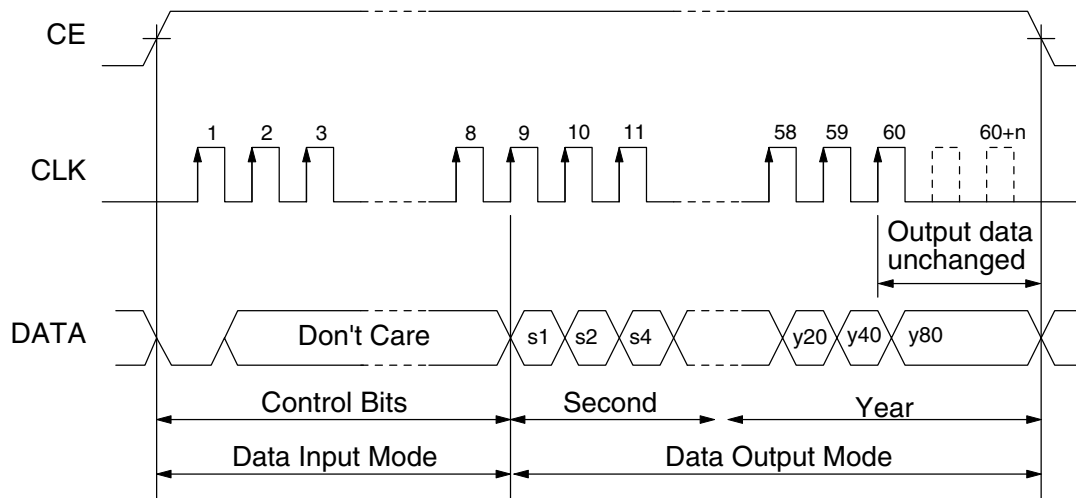 CE
1 2 3 8 9 10 11 58 59 60 60+n
CLK
Output data
unchanged
DATA
Don't Care s1 s2 s4 y20 y40 y80
Control Bits Second Year
Data Input Mode Data Output Mode